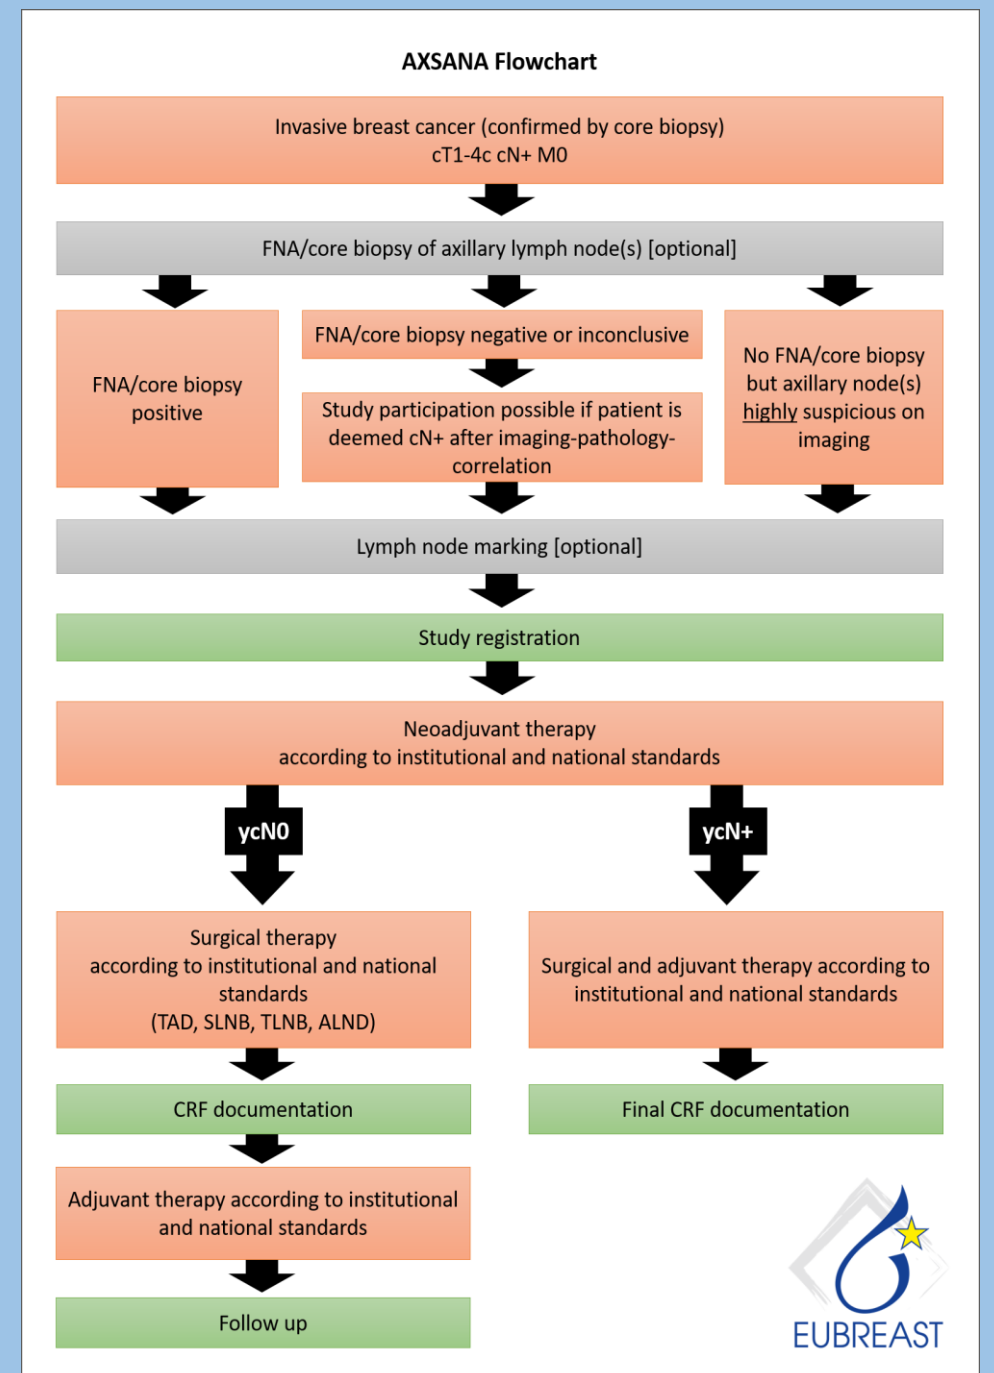 AXSANA Flowchart
Invasive breast cancer (confirmed by core biopsy)
cT1-4c cN+ M0
FNA/core biopsy of axillary lymph node(s) [optional]
FNA/core biopsy
positive
FNA/core biopsy negative or inconclusive
Study participation possible if patient is
deemed cN+ after imaging-pathology-
correlation
No FNA/core biopsy
but axillary node(s)
highly suspicious on
imaging
Lymph node marking [optional]
Study registration
Neoadjuvant therapy
according to institutional and national standards
ycN0
ycN+
Surgical therapy
according to institutional and national
standards
(TAD, SLNB, TLNB, ALND)
Surgical and adjuvant therapy according to
institutional and national standards
CRF documentation
Final CRF documentation
Adjuvant therapy according to institutional
and national standards
Follow up
EUBREAST